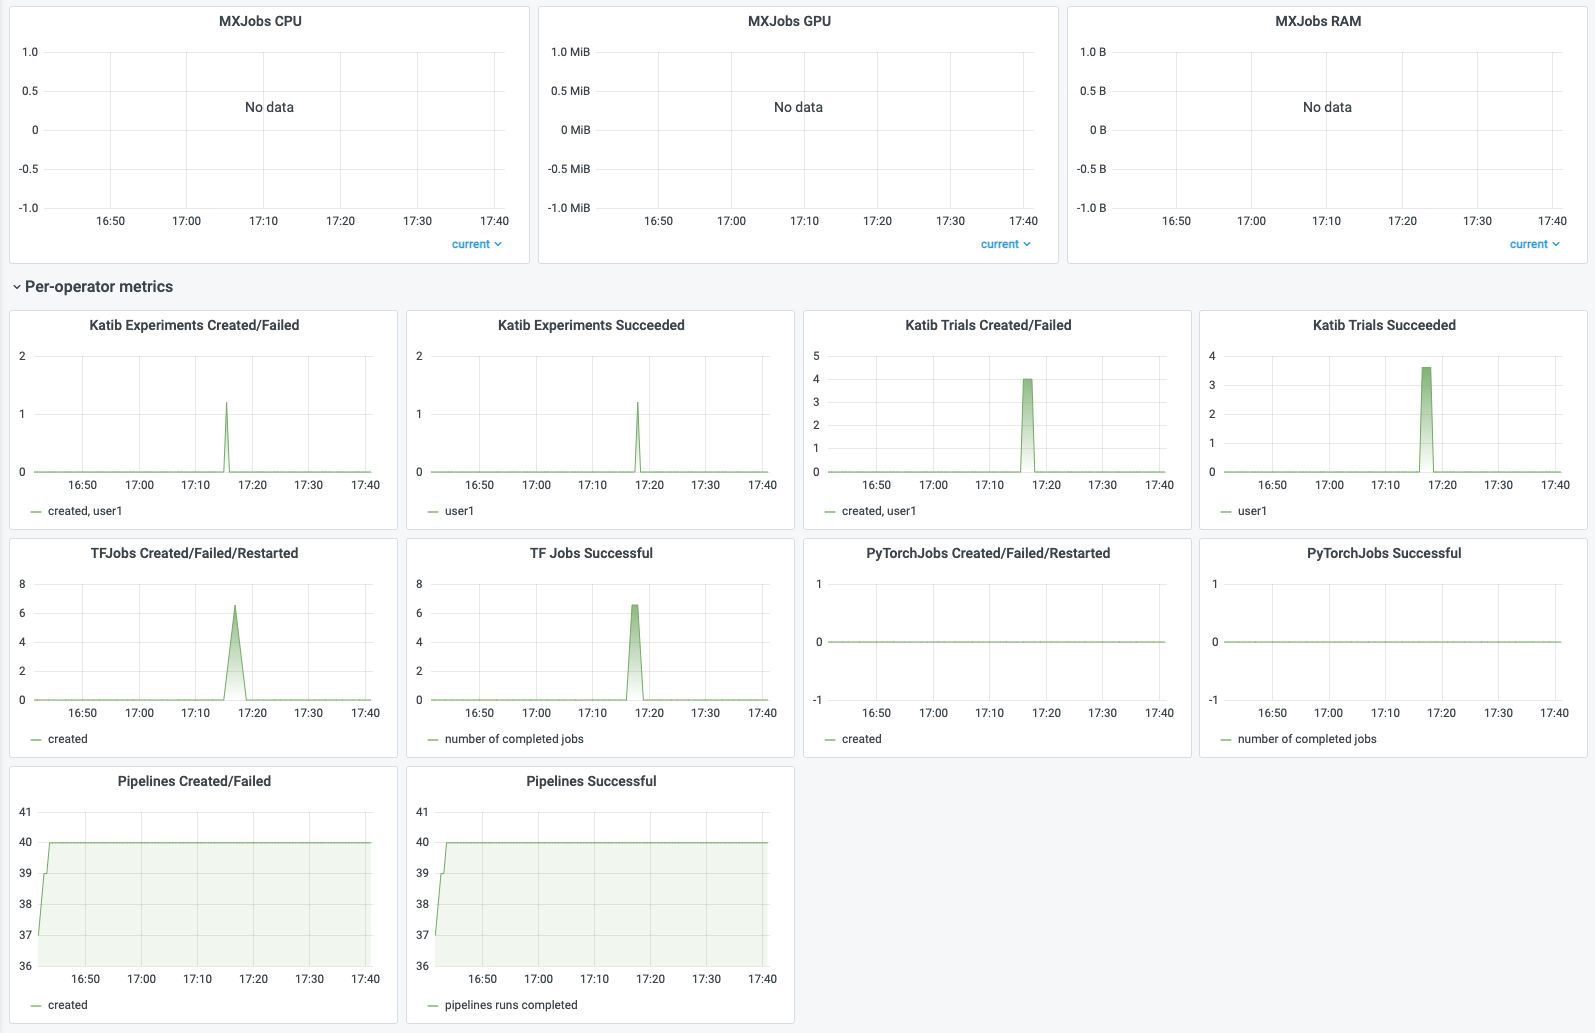 MXJobs CPU
1.0
0.5
No data
0
-0.5
-1.0
16:50 17:00 17:10 17:20 17:30 17:40
current
MXJobs GPU
1.0 MiB
0.5 MiB
No data
0 MiB
-0.5 MiB
-1.0 MiB
16:50 17:00 17:10 17:20 17:30 17:40
current
MXJobs RAM
1.0 B
0.5 B
No data
0 B
-0.5 B
-1.0 B
16:50 17:00 17:10 17:20 17:30 17:40
current
Per-operator metrics
Katib Experiments Created/Failed
2
1
0
16:50 17:00 17:10 17:20 17:30 17:40
created, user1
Katib Experiments Succeeded
2
1
0
16:50 17:00 17:10 17:20 17:30 17:40
user1
Katib Trials Created/Failed
5
4
3
2
1
0
16:50 17:00 17:10 17:20 17:30 17:40
created, user1
Katib Trials Succeeded
4
3
2
1
0
16:50 17:00 17:10 17:20 17:30 17:40
user1
TFJobs Created/Failed/Restarted
8
6
4
2
0
16:50 17:00 17:10 17:20 17:30 17:40
created
TF Jobs Successful
8
6
4
2
0
16:50 17:00 17:10 17:20 17:30 17:40
number of completed jobs
PyTorchJobs Created/Failed/Restarted
1
0
-1
16:50 17:00 17:10 17:20 17:30 17:40
created
PyTorchJobs Successful
1
0
-1
16:50 17:00 17:10 17:20 17:30 17:40
number of completed jobs
Pipelines Created/Failed
41
40
39
38
37
36
16:50 17:00 17:10 17:20 17:30 17:40
created
Pipelines Successful
41
40
39
38
37
36
16:50 17:00 17:10 17:20 17:30 17:40
pipelines runs completed